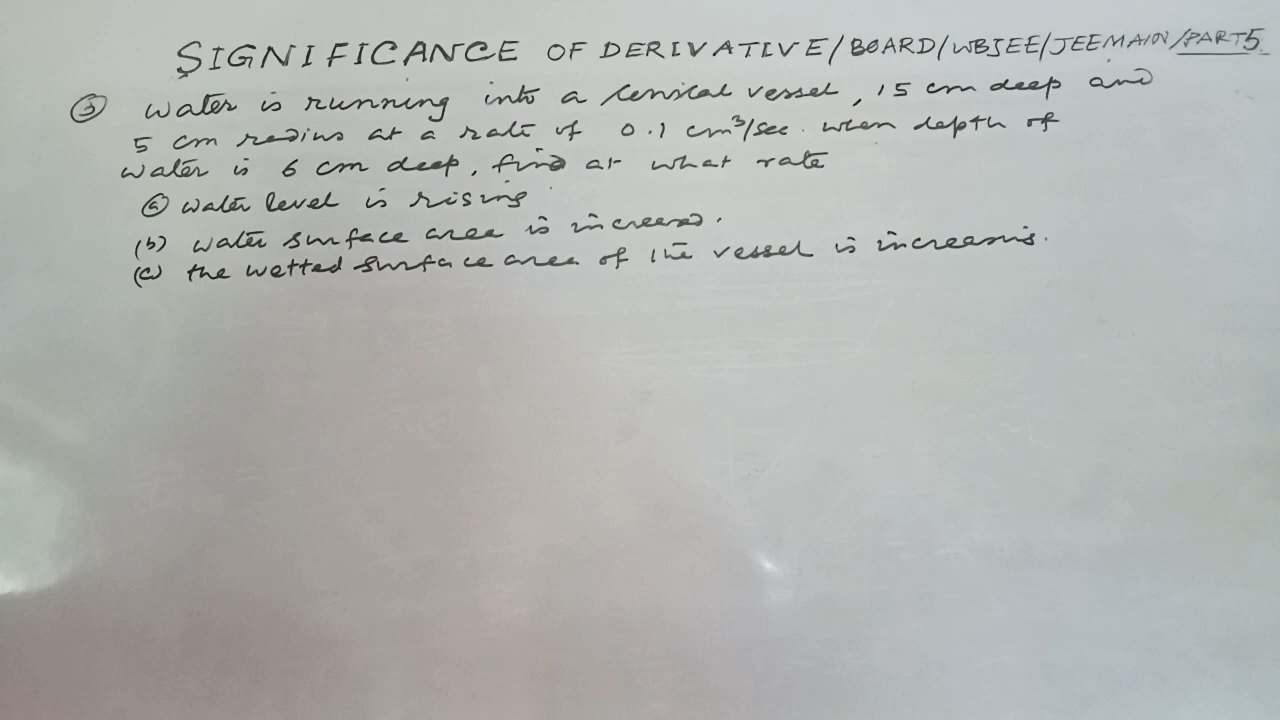 SIGNIFICANCE OF DERIVATIVE/BOARD/WBJEE/JEEMAIN/PART5
③ water is running into a conical vessel, 15 cm deep and
5 cm radius at a rate of 0.1 cm³/sec. when depth of
water is 6 cm deep, find at what rate
ⓐ water level is rising
(b) water surface area is increased.
(c) the wetted surface area of the vessel is increasing.